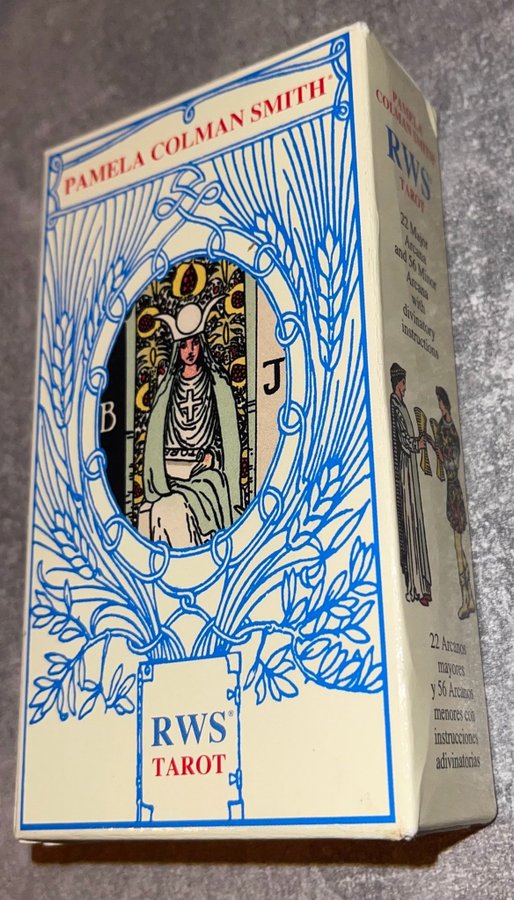 PAMELA COLMAN SMITH®
B
J
TORA
RWS®
TAROT
PAMELA
COLMAN SMITH®
RWS
TAROT
22 Major
Arcana
and 56 Minor
Arcana
with
divinatory
instructions
22 Arcanos
mayores
y 56 Arcanos
menores con
instrucciones
adivinatorias